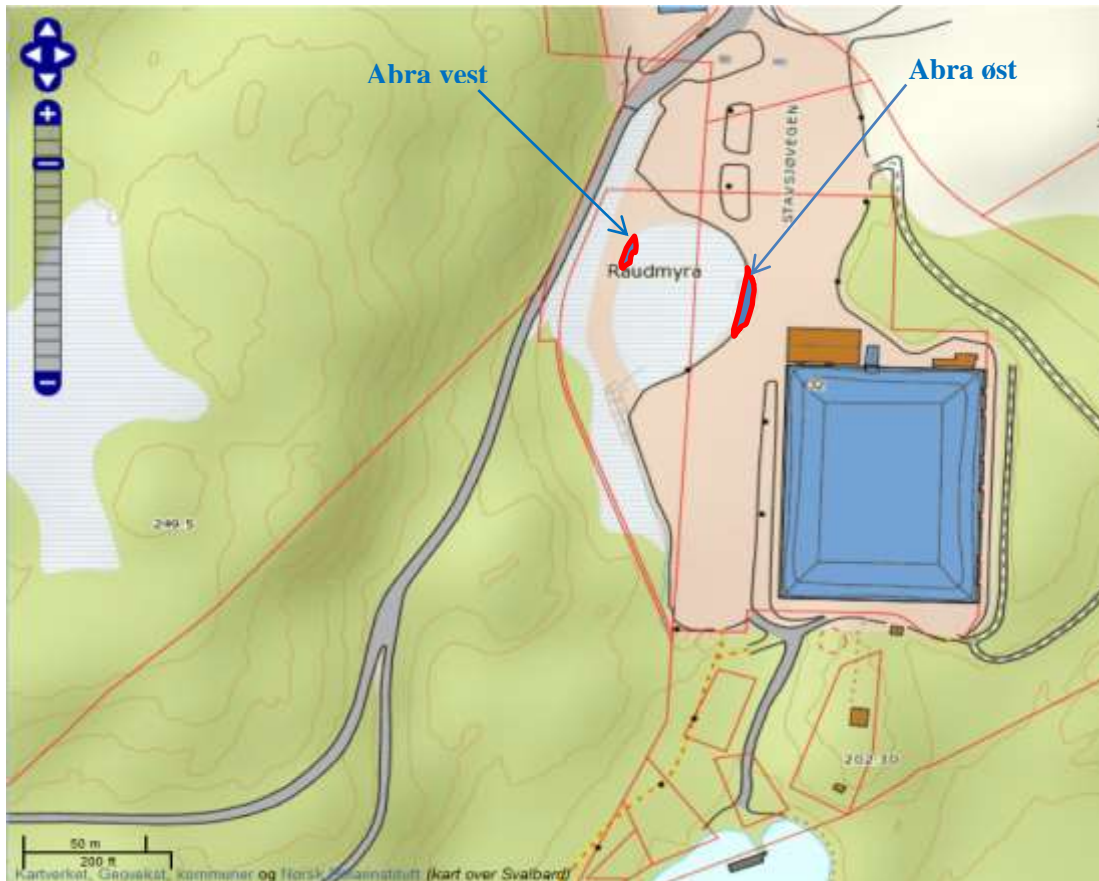 Abra vest
Abra øst
STAVSJØVEGEN
Raudmyra
249.5
202.10
50 m
200 ft
Kartverket, Geovekst, kommuner og Norsk Polarinstitutt (kart over Svalbard)